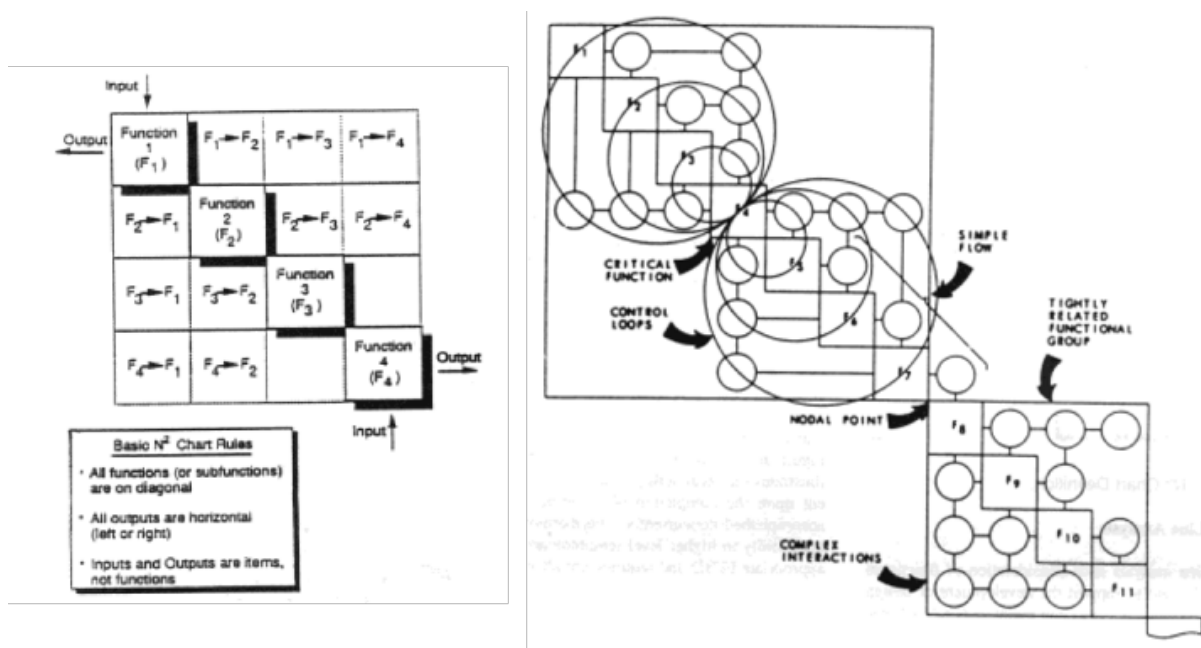 Input
Output
Function
1
(F1)
F1→F2
F1→F3
F1→F4
F2→F1
Function
2
(F2)
F2→F3
F2→F4
F3→F1
F3→F2
Function
3
(F3)
F4→F1
F4→F2
Function
4
(F4)
Output
Input
Basic N² Chart Rules
· All functions (or subfunctions)
are on diagonal
· All outputs are horizontal
(left or right)
· Inputs and Outputs are items,
not functions
F1
F2
F3
F4
CRITICAL
FUNCTION
F5
SIMPLE
FLOW
CONTROL
LOOPS
F6
TIGHTLY
RELATED
FUNCTIONAL
GROUP
F7
NODAL POINT
F8
F9
F10
COMPLEX
INTERACTIONS
F11